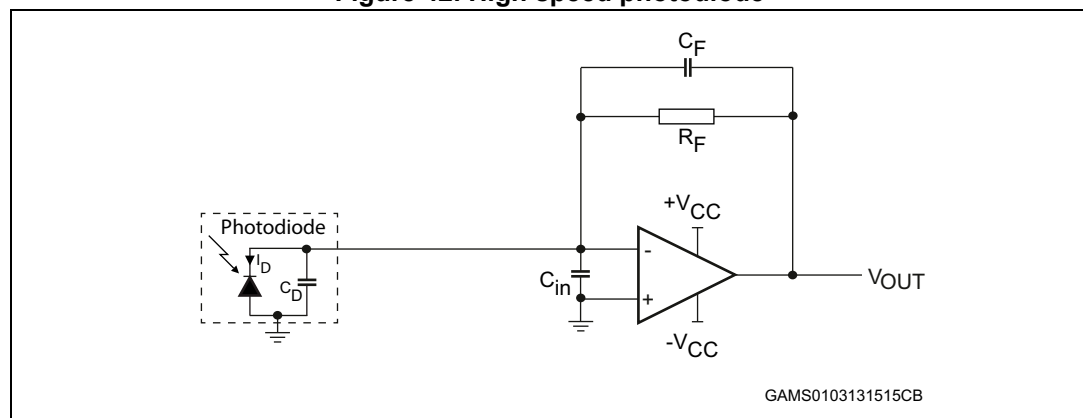 Figure 42. High speed photodiode
CF
RF
Photodiode
ID
CD
Cin
-
+
+VCC
-VCC
VOUT
GAMS0103131515CB